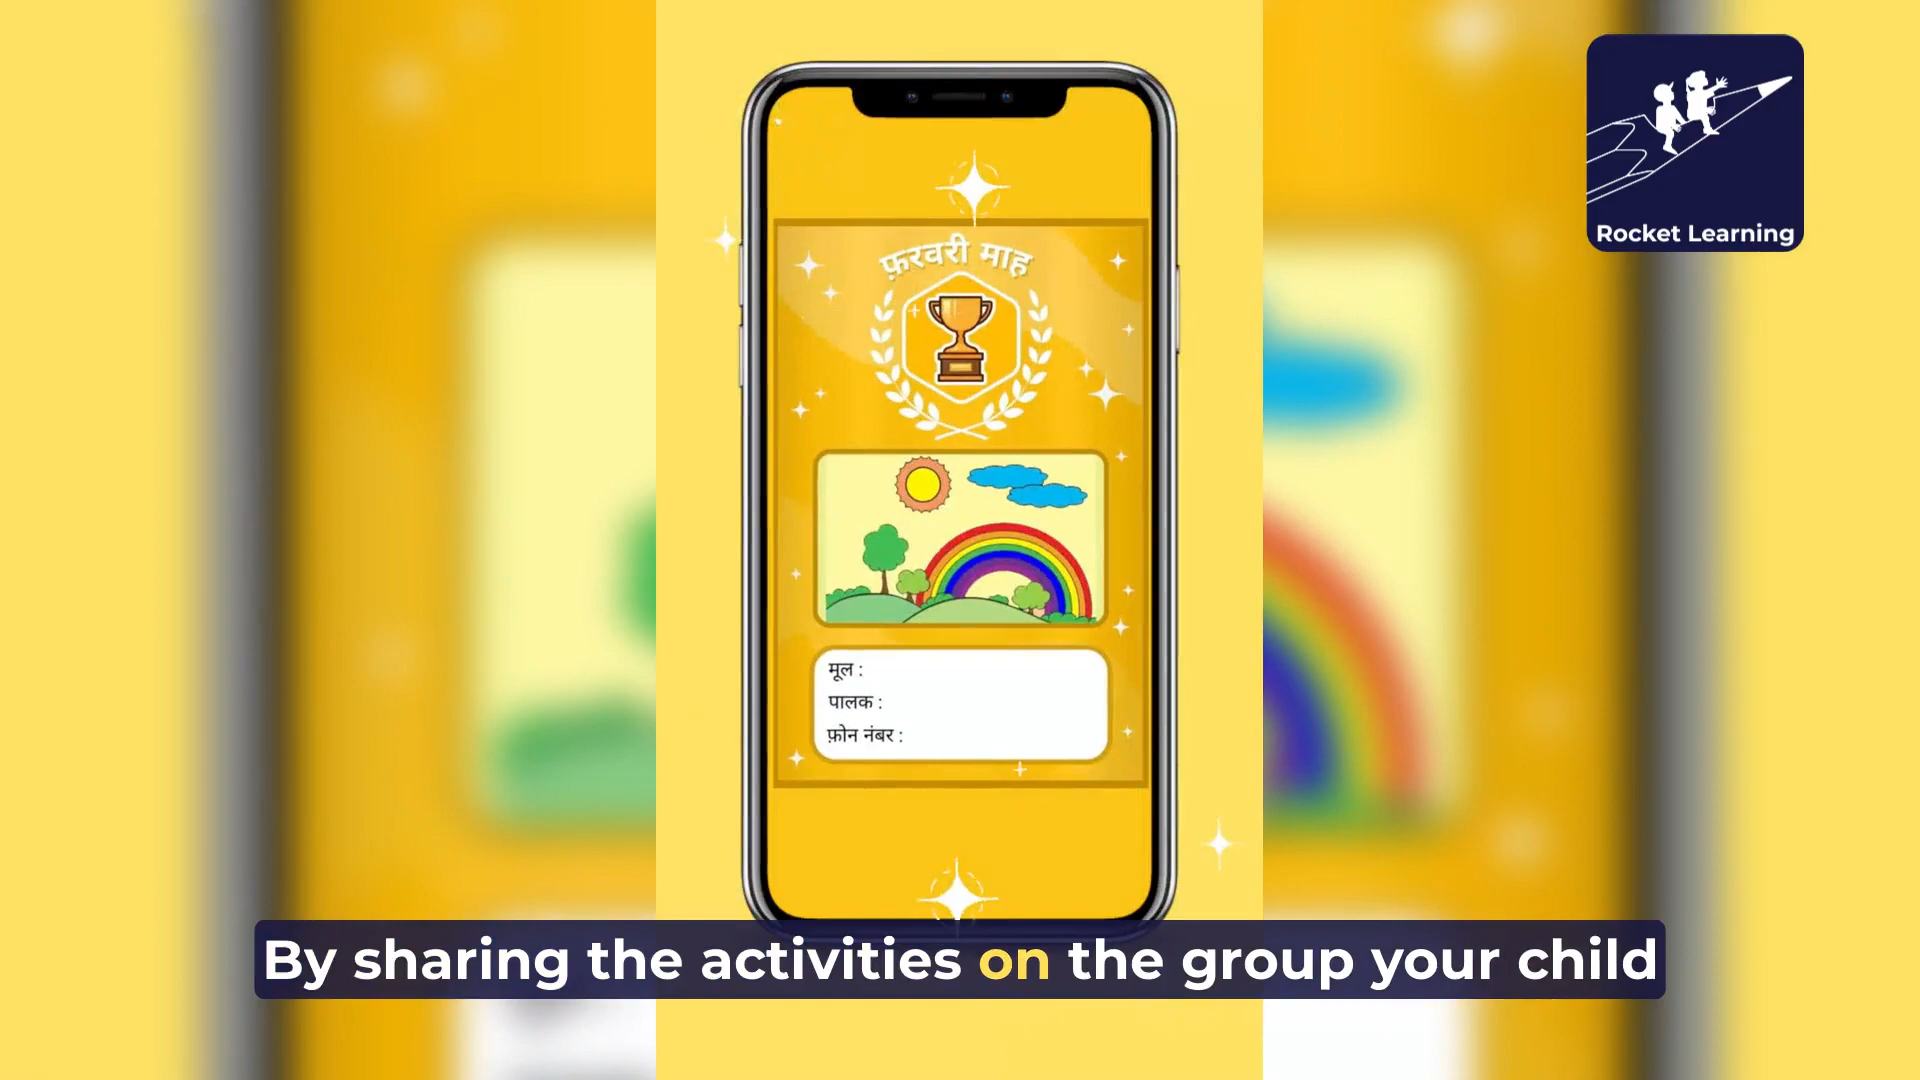 Rocket Learning
फ़रवरी माह
मूल :
पालक :
फ़ोन नंबर :
By sharing the activities on the group your child